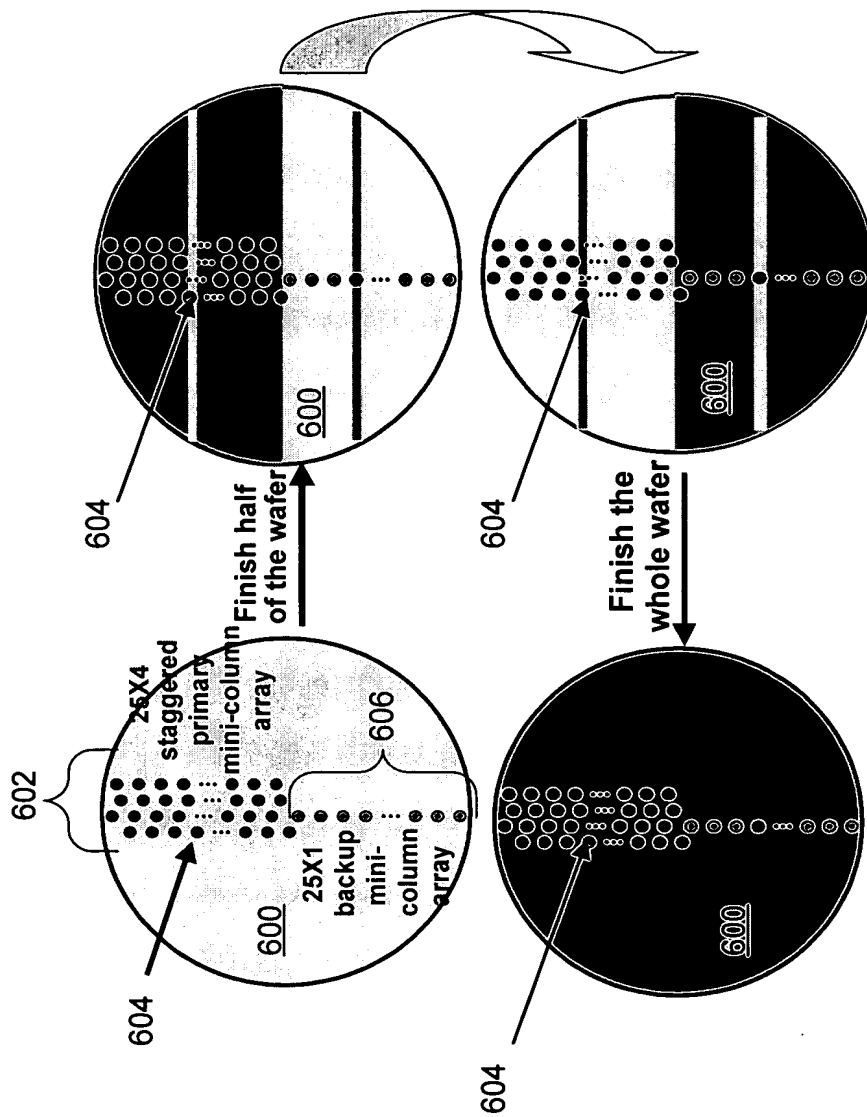 602
604
25X4
staggered
primary
mini-column
array
600
25X1
backup
mini-
column
array
606
Finish half
of the wafer
604
600
604
600
Finish the
whole wafer
604
600